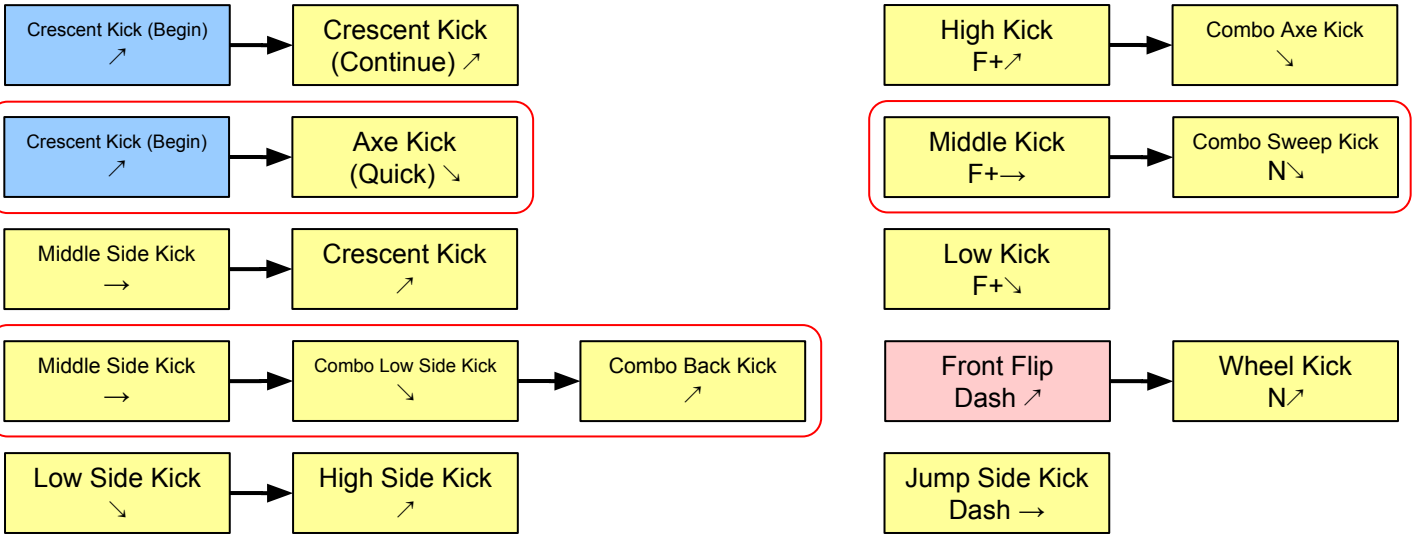 Crescent Kick (Begin)
↗
Crescent Kick
(Continue) ↗
High Kick
F+↗
Combo Axe Kick
↘
Crescent Kick (Begin)
↗
Axe Kick
(Quick) ↘
Middle Kick
F+→
Combo Sweep Kick
N↘
Middle Side Kick
→
Crescent Kick
↗
Low Kick
F+↘
Middle Side Kick
→
Combo Low Side Kick
↘
Combo Back Kick
↗
Front Flip
Dash ↗
Wheel Kick
N↗
Low Side Kick
↘
High Side Kick
↗
Jump Side Kick
Dash →